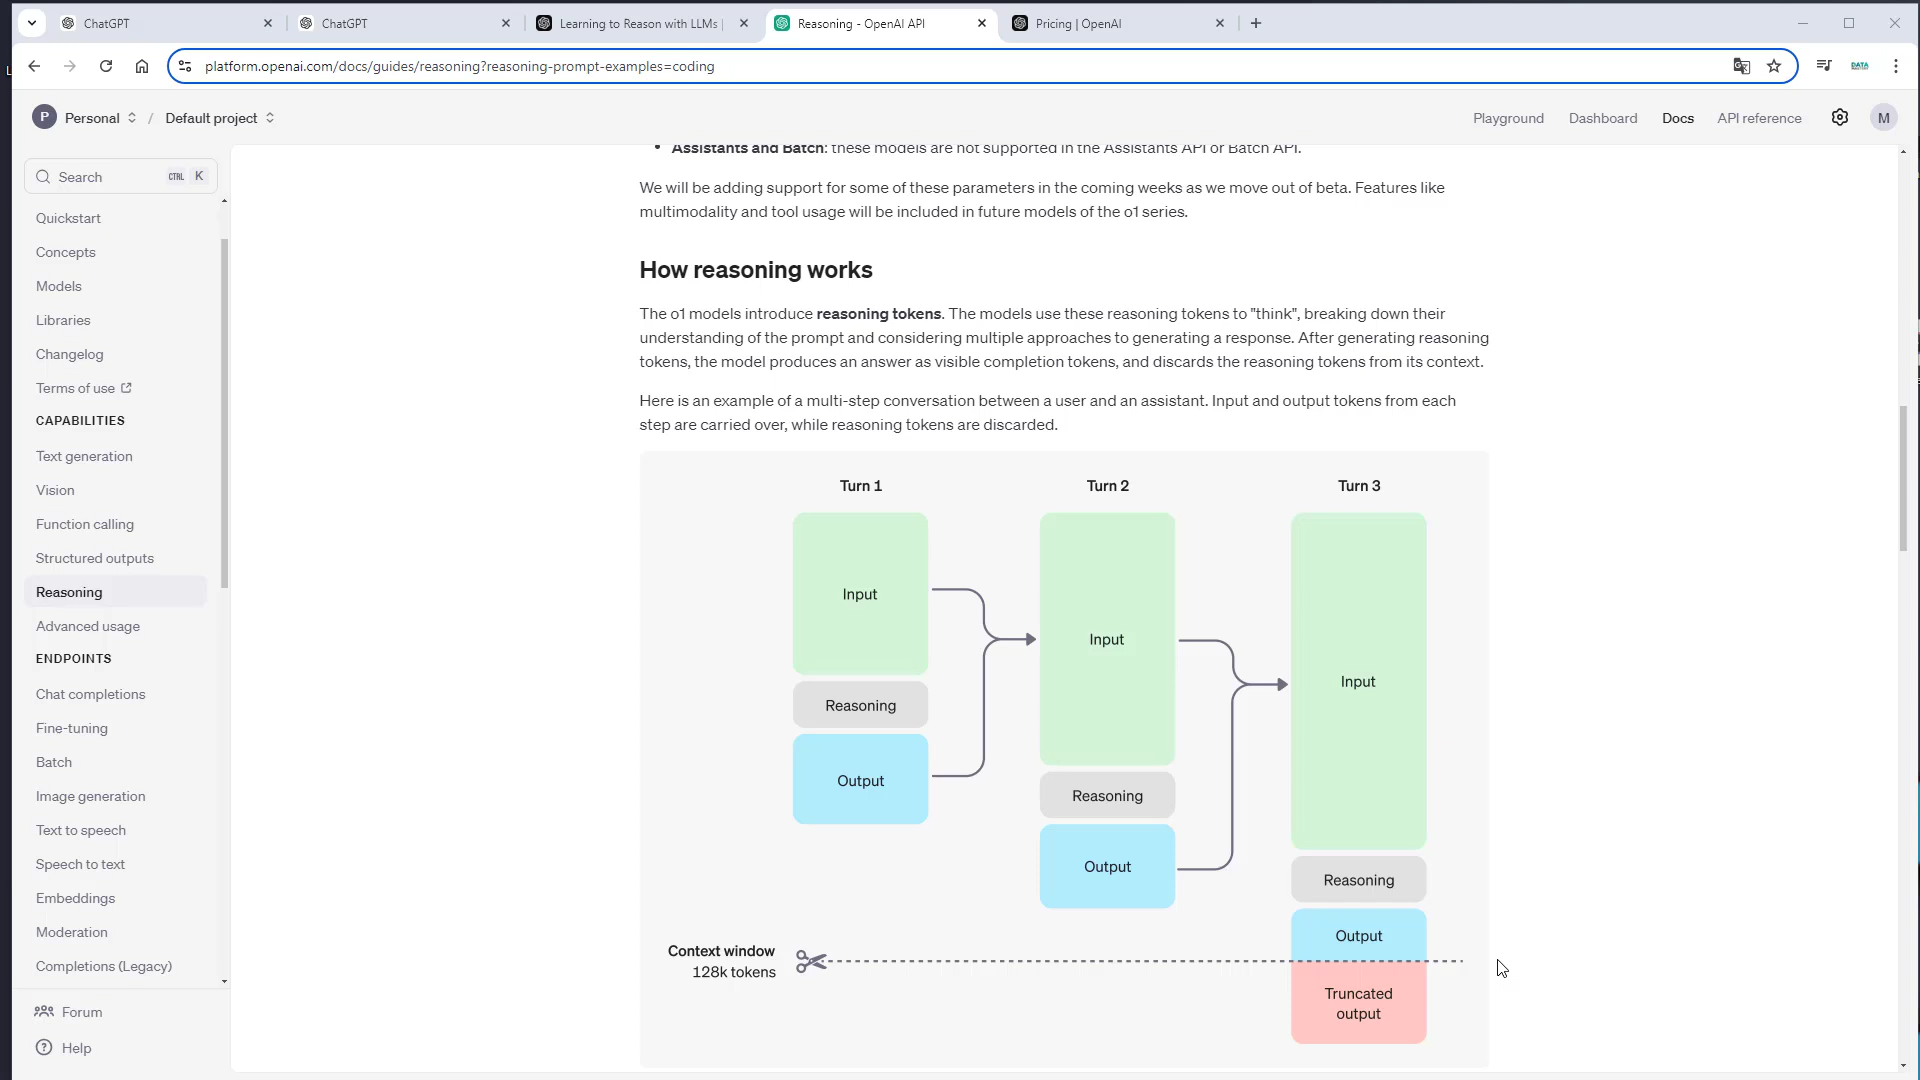 ChatGPT
ChatGPT
Learning to Reason with LLMs |
Reasoning - OpenAI API
Pricing | OpenAI
platform.openai.com/docs/guides/reasoning?reasoning-prompt-examples=coding
DATA
P Personal / Default project
Playground Dashboard Docs API reference M
Search CTRL K
Quickstart
Concepts
Models
Libraries
Changelog
Terms of use
CAPABILITIES
Text generation
Vision
Function calling
Structured outputs
Reasoning
Advanced usage
ENDPOINTS
Chat completions
Fine-tuning
Batch
Image generation
Text to speech
Speech to text
Embeddings
Moderation
Completions (Legacy)
Forum
Help
• Assistants and Batch: these models are not supported in the Assistants API or Batch API.
We will be adding support for some of these parameters in the coming weeks as we move out of beta. Features like
multimodality and tool usage will be included in future models of the o1 series.
How reasoning works
The o1 models introduce reasoning tokens. The models use these reasoning tokens to "think", breaking down their
understanding of the prompt and considering multiple approaches to generating a response. After generating reasoning
tokens, the model produces an answer as visible completion tokens, and discards the reasoning tokens from its context.
Here is an example of a multi-step conversation between a user and an assistant. Input and output tokens from each
step are carried over, while reasoning tokens are discarded.
Turn 1
Input
Reasoning
Output
Turn 2
Input
Reasoning
Output
Turn 3
Input
Reasoning
Output
Truncated
output
Context window
128k tokens